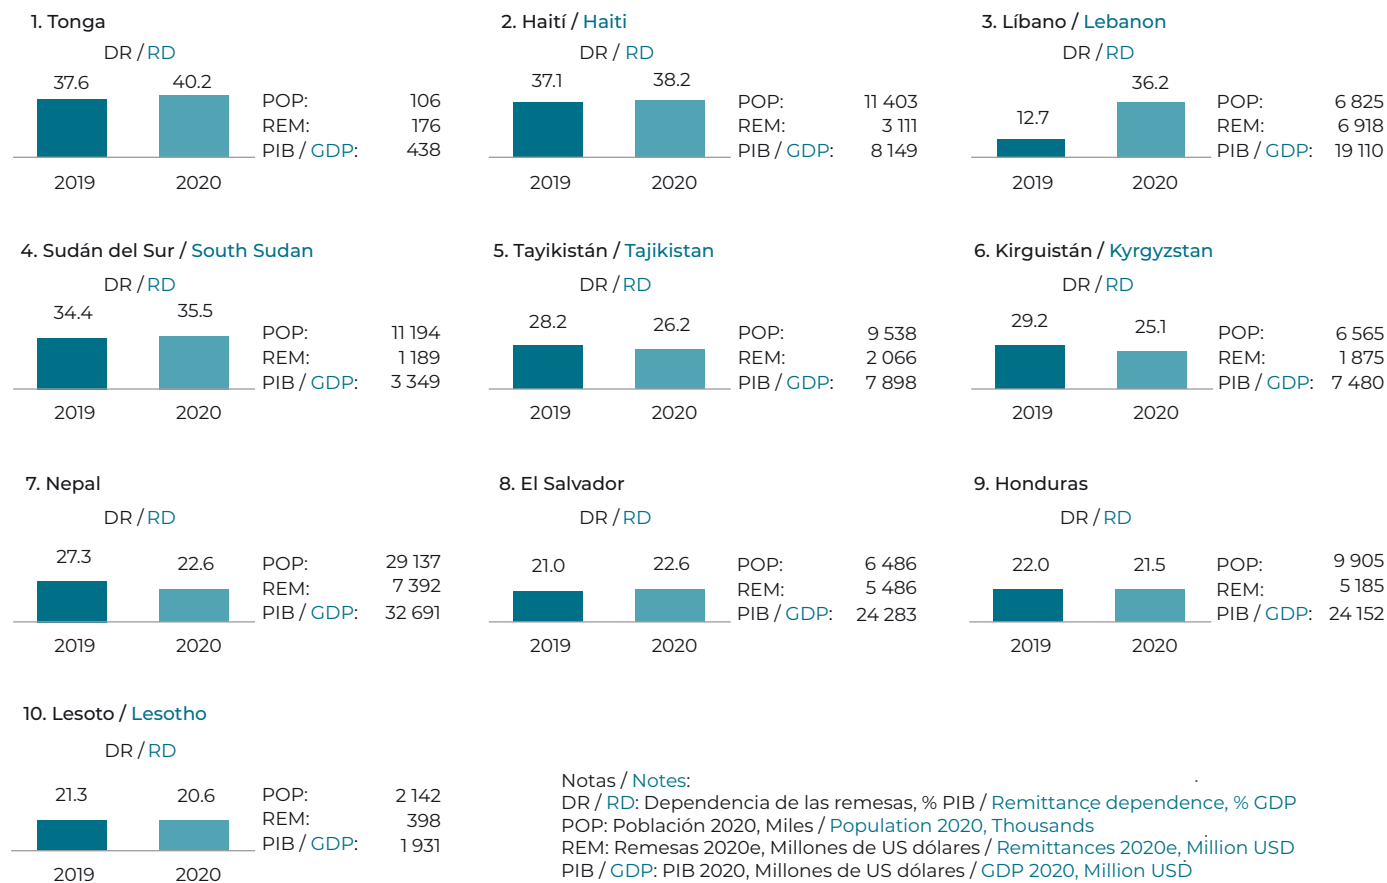 1. Tonga
DR / RD
37.6 40.2
POP: 106
REM: 176
PIB / GDP: 438
2019 2020
2. Haití / Haiti
DR / RD
37.1 38.2
POP: 11 403
REM: 3 111
PIB / GDP: 8 149
2019 2020
3. Líbano / Lebanon
DR / RD
12.7 36.2
POP: 6 825
REM: 6 918
PIB / GDP: 19 110
2019 2020
4. Sudán del Sur / South Sudan
DR / RD
34.4 35.5
POP: 11 194
REM: 1 189
PIB / GDP: 3 349
2019 2020
5. Tayikistán / Tajikistan
DR / RD
28.2 26.2
POP: 9 538
REM: 2 066
PIB / GDP: 7 898
2019 2020
6. Kirguistán / Kyrgyzstan
DR / RD
29.2 25.1
POP: 6 565
REM: 1 875
PIB / GDP: 7 480
2019 2020
7. Nepal
DR / RD
27.3 22.6
POP: 29 137
REM: 7 392
PIB / GDP: 32 691
2019 2020
8. El Salvador
DR / RD
21.0 22.6
POP: 6 486
REM: 5 486
PIB / GDP: 24 283
2019 2020
9. Honduras
DR / RD
22.0 21.5
POP: 9 905
REM: 5 185
PIB / GDP: 24 152
2019 2020
10. Lesoto / Lesotho
DR / RD
21.3 20.6
POP: 2 142
REM: 398
PIB / GDP: 1 931
2019 2020
Notas / Notes:
DR / RD: Dependencia de las remesas, % PIB / Remittance dependence, % GDP
POP: Población 2020, Miles / Population 2020, Thousands
REM: Remesas 2020e, Millones de US dólares / Remittances 2020e, Million USD
PIB / GDP: PIB 2020, Millones de US dólares / GDP 2020, Million USD